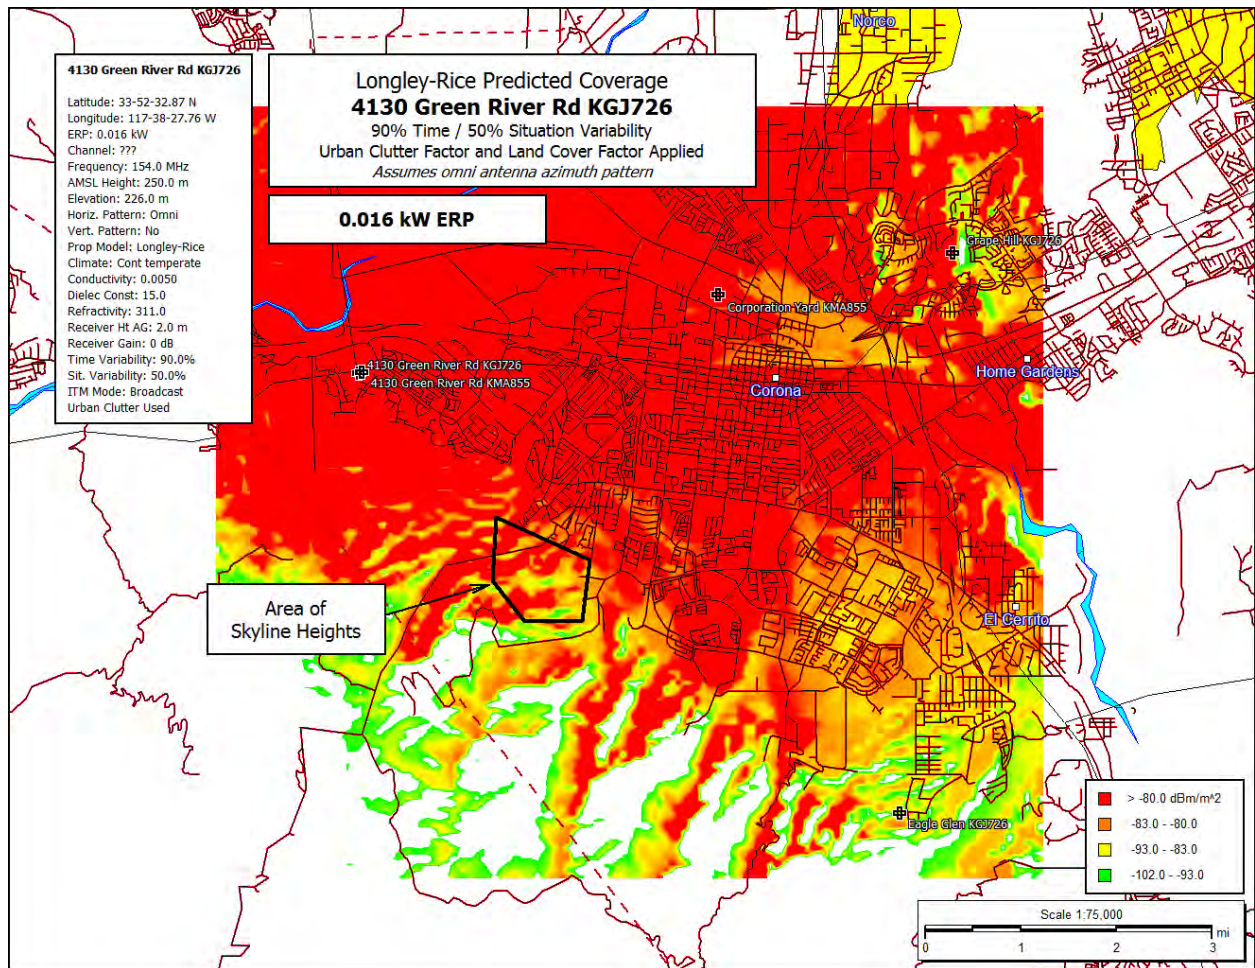 Norco
4130 Green River Rd KGJ726
Latitude: 33-52-32.87 N
Longitude: 117-38-27.76 W
ERP: 0.016 kW
Channel: ???
Frequency: 154.0 MHz
AMSL Height: 250.0 m
Elevation: 226.0 m
Horiz. Pattern: Omni
Vert. Pattern: No
Prop Model: Longley-Rice
Climate: Cont temperate
Conductivity: 0.0050
Dielec Const: 15.0
Refractivity: 311.0
Receiver Ht AG: 2.0 m
Receiver Gain: 0 dB
Time Variability: 90.0%
Sit. Variability: 50.0%
ITM Mode: Broadcast
Urban Clutter Used
Longley-Rice Predicted Coverage
4130 Green River Rd KGJ726
90% Time / 50% Situation Variability
Urban Clutter Factor and Land Cover Factor Applied
Assumes omni antenna azimuth pattern
0.016 kW ERP
Grape Hill KGJ726
Corporation Yard KMA855
4130 Green River Rd KGJ726
4130 Green River Rd KMA855
Home Gardens
Corona
Area of
Skyline Heights
El Cerrito
Eagle Glen KGJ726
> -80.0 dBm/m^2
-83.0 - -80.0
-93.0 - -83.0
-102.0 - -93.0
Scale 1:75,000
0 1 2 3 mi